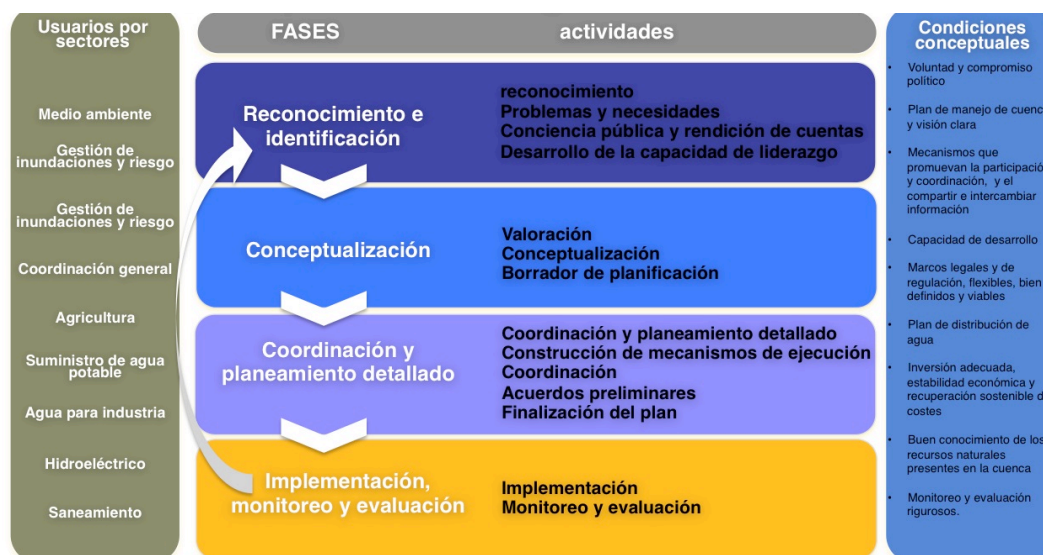 Usuarios por
sectores
Medio ambiente
Gestión de
inundaciones y riesgo
Gestión de
inundaciones y riesgo
Coordinación general
Agricultura
Suministro de agua
potable
Agua para industria
Hidroeléctrico
Saneamiento
FASES
actividades
Reconocimiento e
identificación
reconocimiento
Problemas y necesidades
Conciencia pública y rendición de cuentas
Desarrollo de la capacidad de liderazgo
Conceptualización
Valoración
Conceptualización
Borrador de planificación
Coordinación y
planeamiento detallado
Coordinación y planeamiento detallado
Construcción de mecanismos de ejecución
Coordinación
Acuerdos preliminares
Finalización del plan
Implementación,
monitoreo y evaluación
Implementación
Monitoreo y evaluación
Condiciones
conceptuales
• Voluntad y compromiso
político
• Plan de manejo de cuenc
y visión clara
• Mecanismos que
promuevan la participació
y coordinación, y el
compartir e intercambiar
información
• Capacidad de desarrollo
• Marcos legales y de
regulación, flexibles, bien
definidos y viables
• Plan de distribución de
agua
• Inversión adecuada,
estabilidad económica y
recuperación sostenible d
costes
• Buen conocimiento de los
recursos naturales
presentes en la cuenca
• Monitoreo y evaluación
rigurosos.